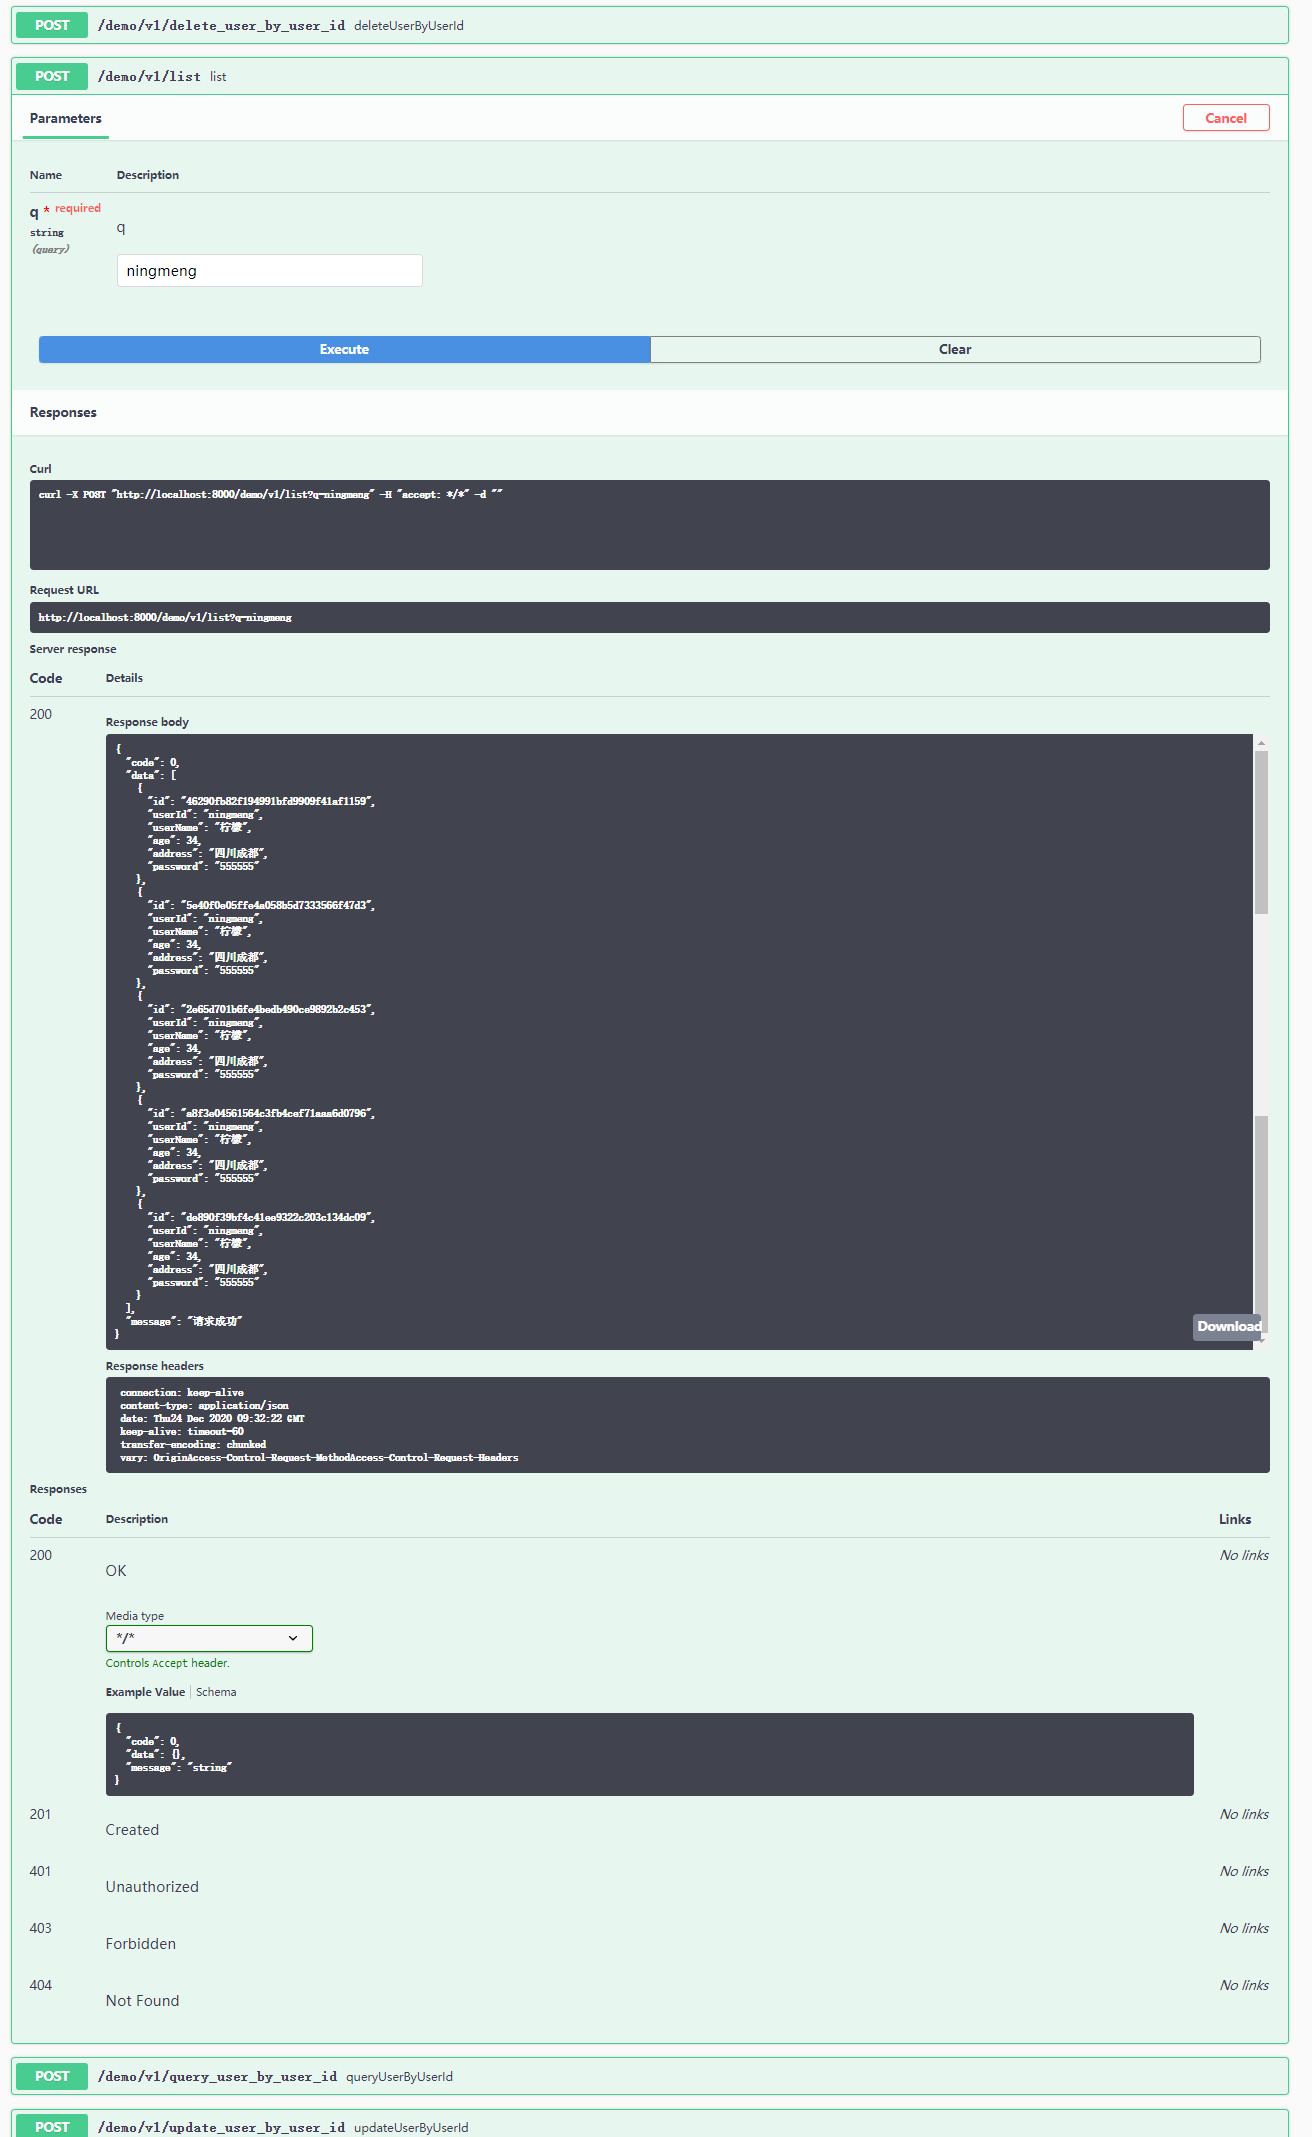 POST /demo/v1/delete_user_by_user_id deleteUserByUserId
POST /demo/v1/list list
Parameters
Cancel
Name Description
q * required
string
(query)
q
ningmeng
Execute Clear
Responses
Curl
curl -X POST "http://localhost:8000/demo/v1/list?q=ningmeng" -H "accept: */*" -d ""
Request URL
http://localhost:8000/demo/v1/list?q=ningmeng
Server response
Code Details
200
Response body
{
"code": 0,
"data": [
{
"id": "46290fb82f194991bfd9909f41af1159",
"userId": "ningmeng",
"userName": "柠檬",
"age": 34,
"address": "四川成都",
"password": "555555"
},
{
"id": "5e40f0e05ffe4a058b5d7333566f47d3",
"userId": "ningmeng",
"userName": "柠檬",
"age": 34,
"address": "四川成都",
"password": "555555"
},
{
"id": "2e65d701b6fe4bedb490ce9892b2c453",
"userId": "ningmeng",
"userName": "柠檬",
"age": 34,
"address": "四川成都",
"password": "555555"
},
{
"id": "a8f3e04561564c3fb4cef71aaa6d0796",
"userId": "ningmeng",
"userName": "柠檬",
"age": 34,
"address": "四川成都",
"password": "555555"
},
{
"id": "de890f39bf4c41ee9322c203c134dc09",
"userId": "ningmeng",
"userName": "柠檬",
"age": 34,
"address": "四川成都",
"password": "555555"
}
],
"message": "请求成功"
}
Download
Response headers
connection: keep-alive
content-type: application/json
date: Thu24 Dec 2020 09:32:22 GMT
keep-alive: timeout=60
transfer-encoding: chunked
vary: OriginAccess-Control-Request-MethodAccess-Control-Request-Headers
Responses
Code Description Links
200
OK
No links
Media type
*/*
Controls Accept header.
Example Value | Schema
{
"code": 0,
"data": {},
"message": "string"
}
201
Created
No links
401
Unauthorized
No links
403
Forbidden
No links
404
Not Found
No links
POST /demo/v1/query_user_by_user_id queryUserByUserId
POST /demo/v1/update_user_by_user_id updateUserByUserId